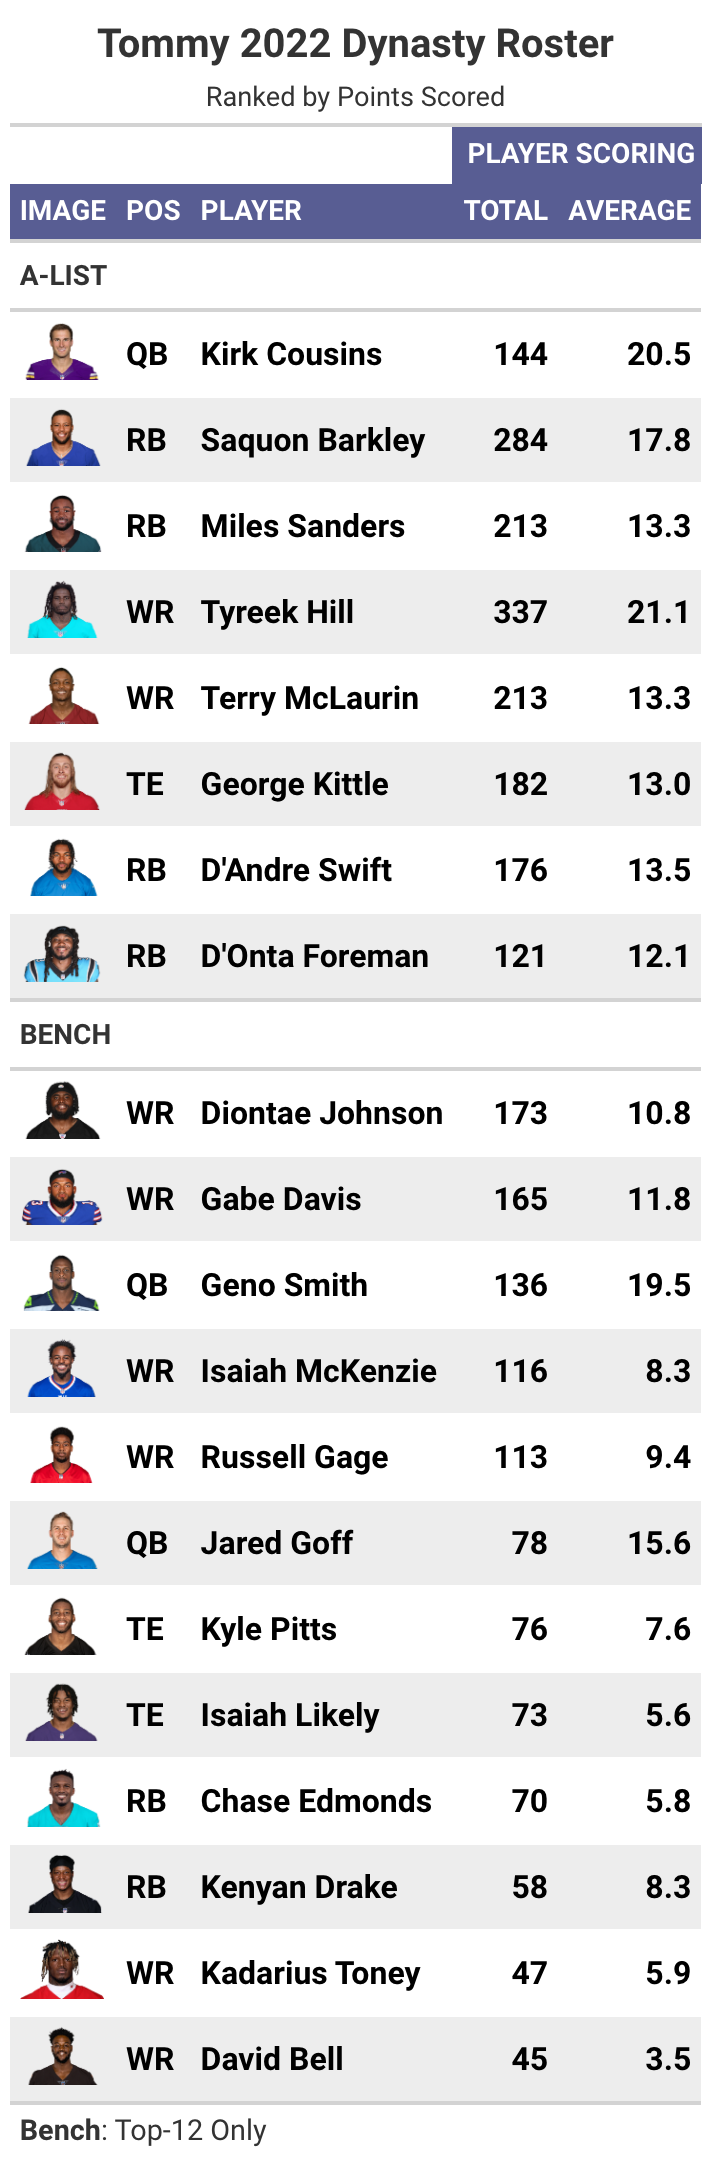 Tommy 2022 Dynasty Roster
Ranked by Points Scored
PLAYER SCORING
IMAGE POS PLAYER TOTAL AVERAGE
A-LIST
QB Kirk Cousins 144 20.5
RB Saquon Barkley 284 17.8
RB Miles Sanders 213 13.3
WR Tyreek Hill 337 21.1
WR Terry McLaurin 213 13.3
TE George Kittle 182 13.0
RB D'Andre Swift 176 13.5
RB D'Onta Foreman 121 12.1
BENCH
WR Diontae Johnson 173 10.8
WR Gabe Davis 165 11.8
QB Geno Smith 136 19.5
WR Isaiah McKenzie 116 8.3
WR Russell Gage 113 9.4
QB Jared Goff 78 15.6
TE Kyle Pitts 76 7.6
TE Isaiah Likely 73 5.6
RB Chase Edmonds 70 5.8
RB Kenyan Drake 58 8.3
WR Kadarius Toney 47 5.9
WR David Bell 45 3.5
Bench: Top-12 Only